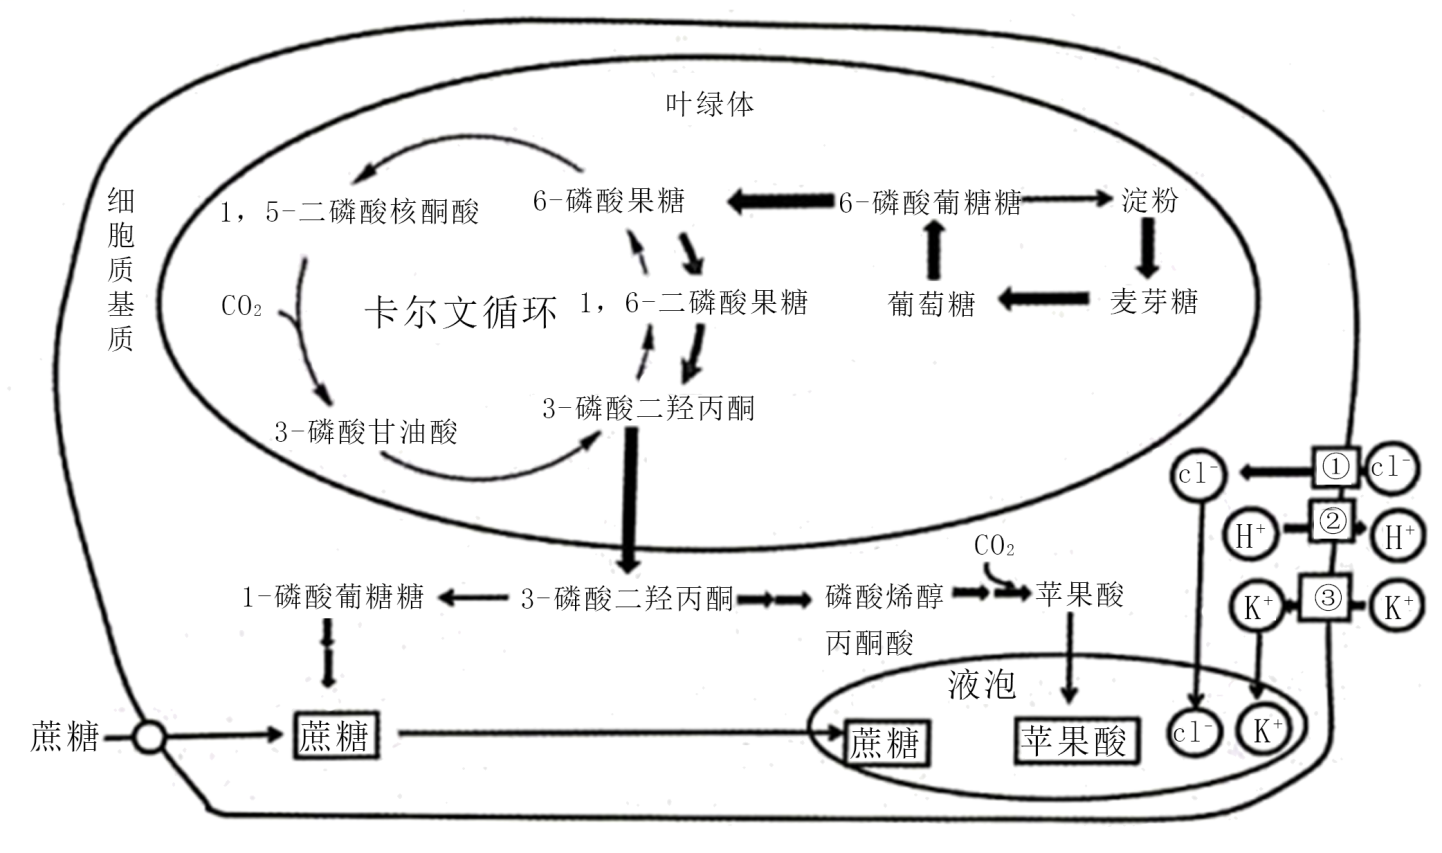 叶绿体
细胞质基质
1，5-二磷酸核酮酸
6-磷酸果糖
6-磷酸葡糖糖
淀粉
CO₂
卡尔文循环
1，6-二磷酸果糖
葡萄糖
麦芽糖
3-磷酸甘油酸
3-磷酸二羟丙酮
cl⁻
①
cl⁻
H⁺
②
H⁺
CO₂
1-磷酸葡糖糖
3-磷酸二羟丙酮
磷酸烯醇
丙酮酸
苹果酸
K⁺
③
K⁺
液泡
蔗糖
蔗糖
蔗糖
苹果酸
cl⁻
K⁺